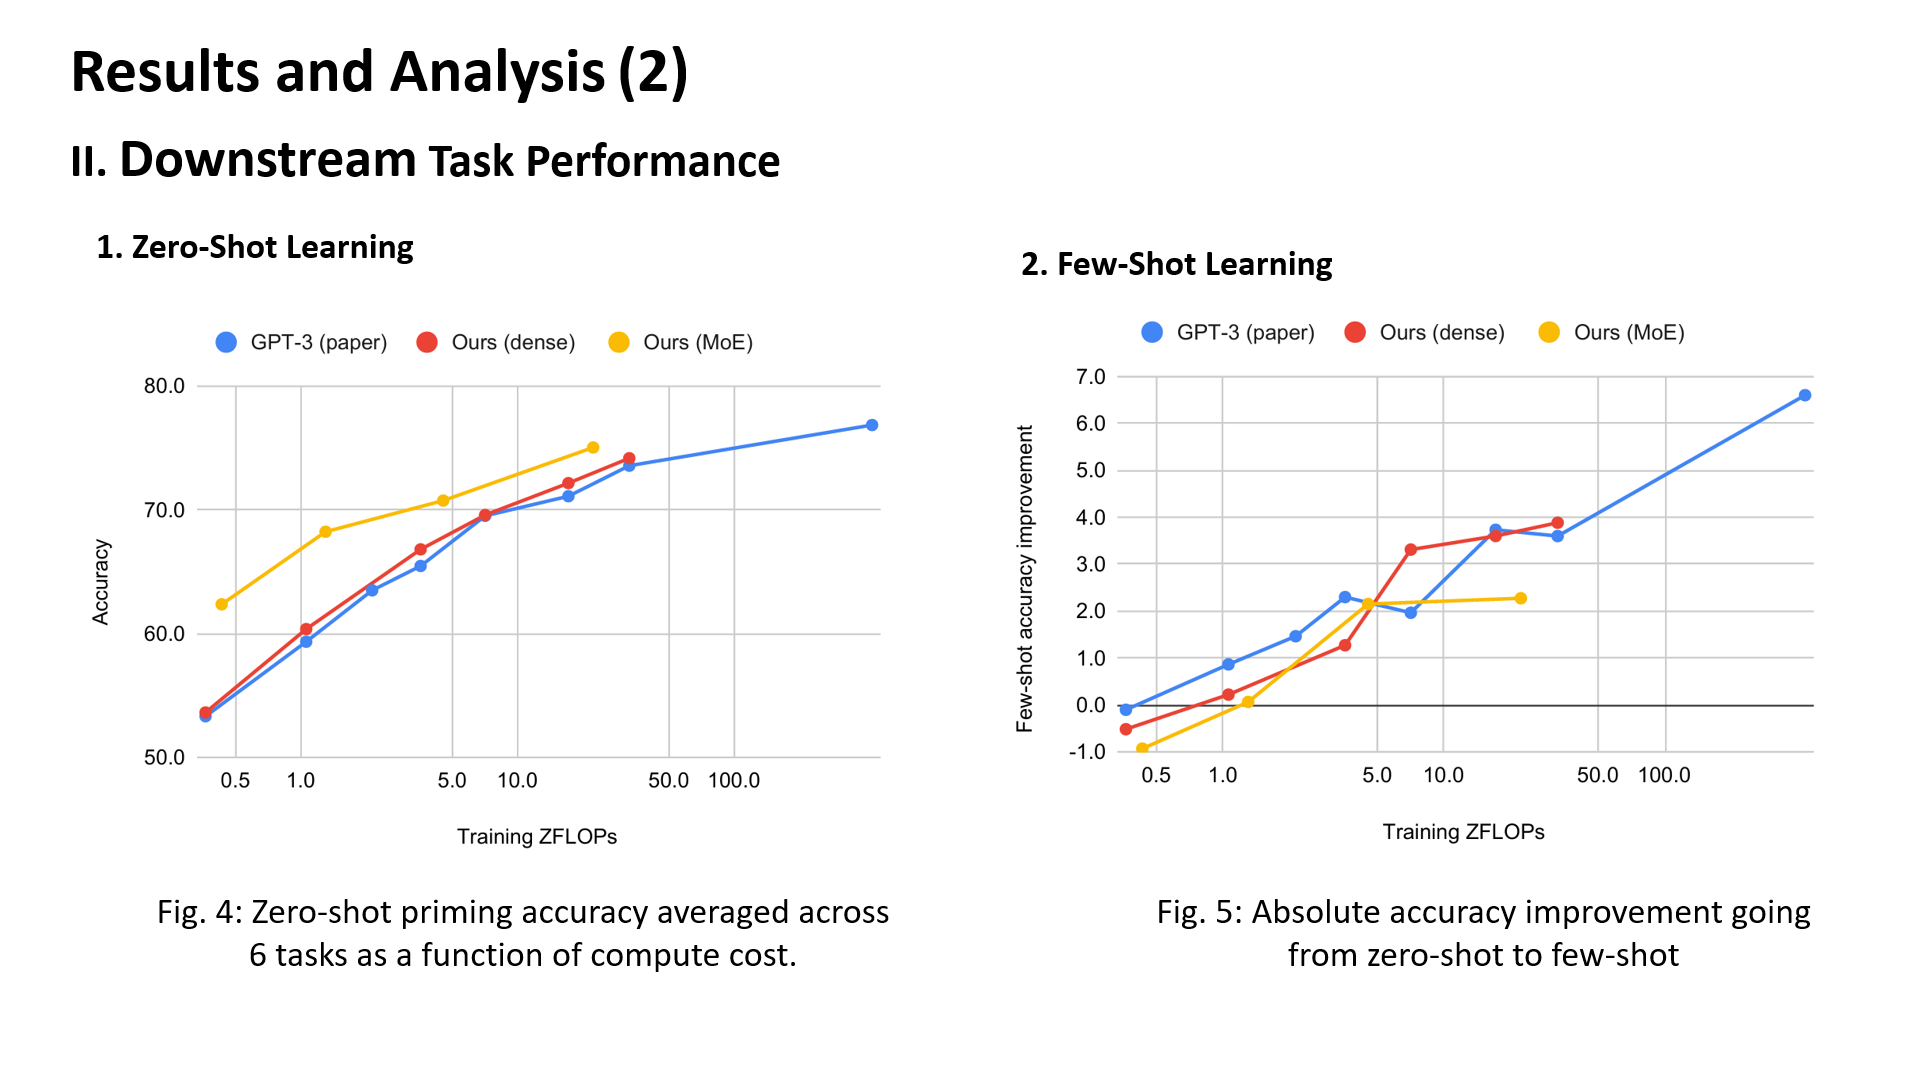 Results and Analysis (2)
II. Downstream Task Performance
1. Zero-Shot Learning
GPT-3 (paper) Ours (dense) Ours (MoE)
80.0
70.0
60.0
50.0
Accuracy
0.5 1.0 5.0 10.0 50.0 100.0
Training ZFLOPs
Fig. 4: Zero-shot priming accuracy averaged across
6 tasks as a function of compute cost.
2. Few-Shot Learning
GPT-3 (paper) Ours (dense) Ours (MoE)
7.0
6.0
5.0
4.0
3.0
2.0
1.0
0.0
-1.0
Few-shot accuracy improvement
0.5 1.0 5.0 10.0 50.0 100.0
Training ZFLOPs
Fig. 5: Absolute accuracy improvement going
from zero-shot to few-shot